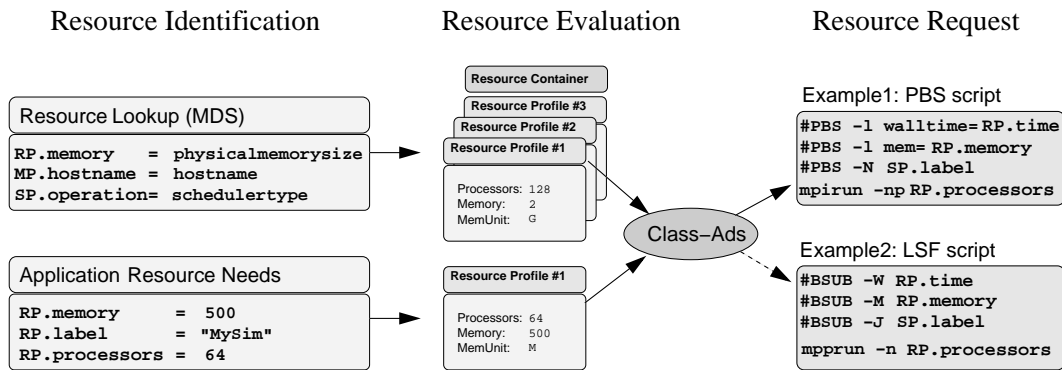 Resource Identification
Resource Evaluation
Resource Request
Resource Lookup (MDS)
RP.memory = physicalmemorysize
MP.hostname = hostname
SP.operation= schedulertype
Application Resource Needs
RP.memory = 500
RP.label = "MySim"
RP.processors = 64
Resource Container
Resource Profile #3
Resource Profile #2
Resource Profile #1
Processors: 128
Memory: 2
MemUnit: G
Resource Profile #1
Processors: 64
Memory: 500
MemUnit: M
Class–Ads
Example1: PBS script
#PBS -l walltime= RP.time
#PBS -l mem= RP.memory
#PBS -N SP.label
mpirun -np RP.processors
Example2: LSF script
#BSUB -W RP.time
#BSUB -M RP.memory
#BSUB -J SP.label
mpprun -n RP.processors